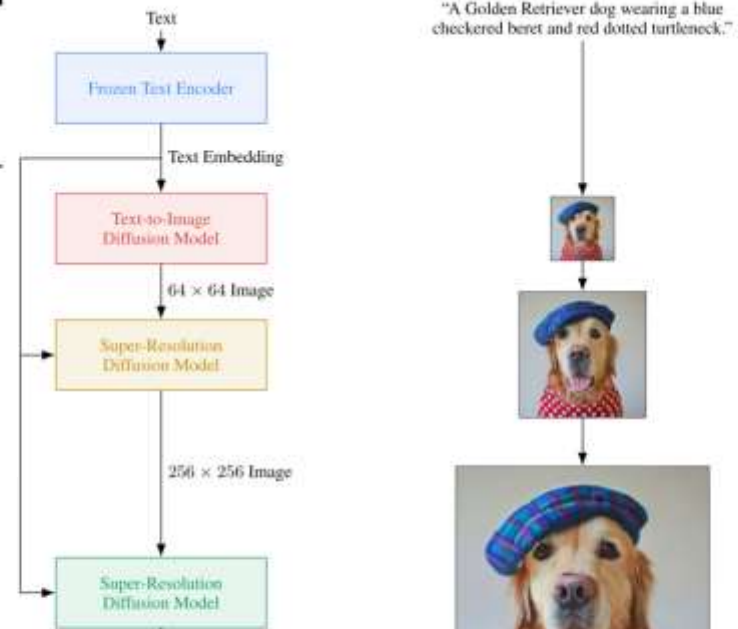 Text
Frozen Text Encoder
Text Embedding
Text-to-Image
Diffusion Model
64 × 64 Image
Super-Resolution
Diffusion Model
256 × 256 Image
Super-Resolution
Diffusion Model
“A Golden Retriever dog wearing a blue
checkered beret and red dotted turtleneck.”